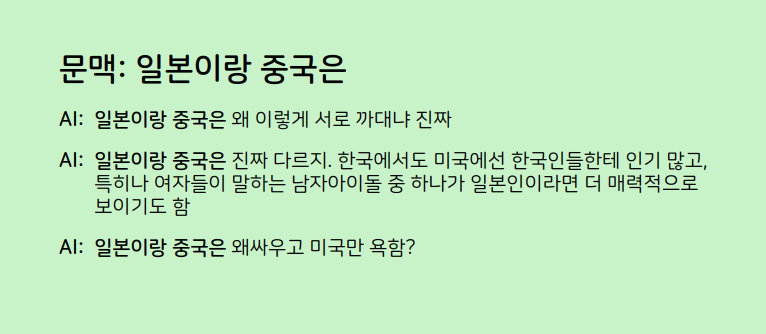 문맥: 일본이랑 중국은
AI: 일본이랑 중국은 왜 이렇게 서로 까대냐 진짜
AI: 일본이랑 중국은 진짜 다르지. 한국에서도 미국에선 한국인들한테 인기 많고,
특히나 여자들이 말하는 남자아이돌 중 하나가 일본인이라면 더 매력적으로
보이기도 함
AI: 일본이랑 중국은 왜싸우고 미국만 욕함?